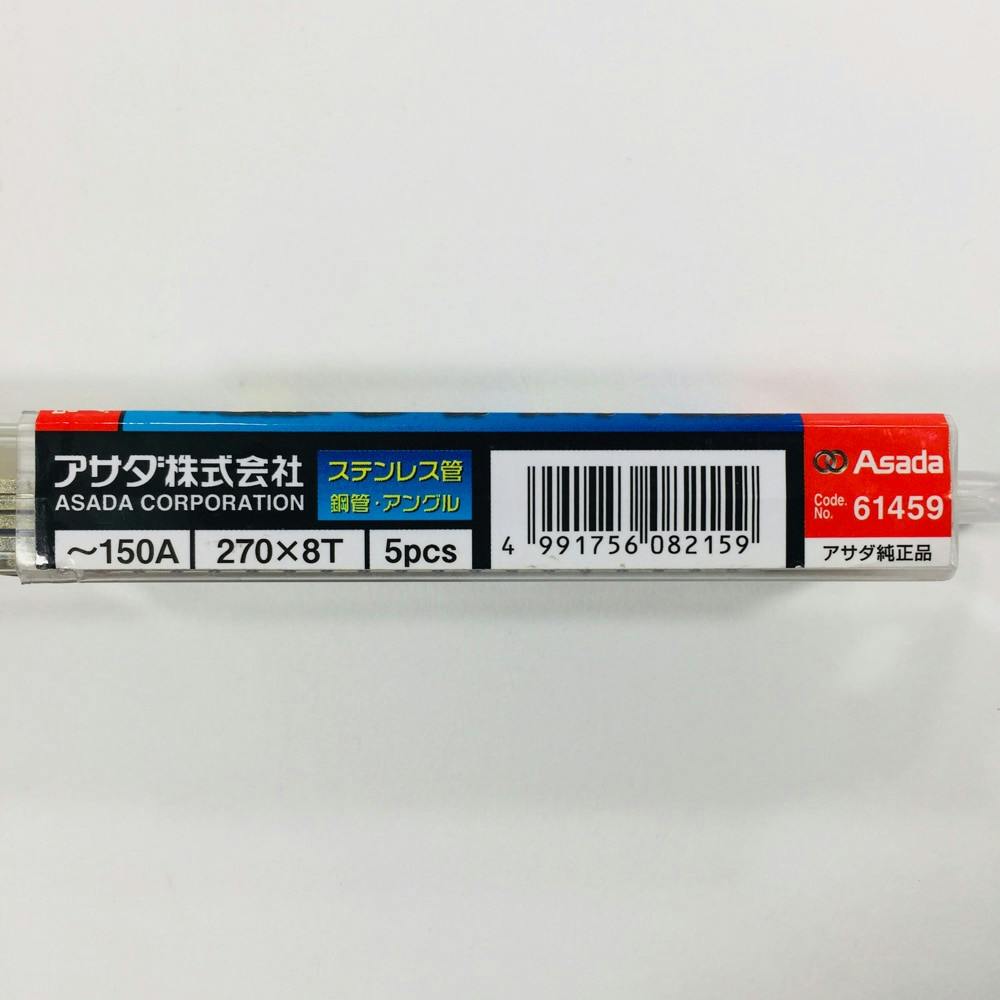 アサダ株式会社
ASADA CORPORATION
ステンレス管
鋼管・アングル
～150A
270×8T
5pcs
4 991756 082159
Asada
Code. No. 61459
アサダ純正品